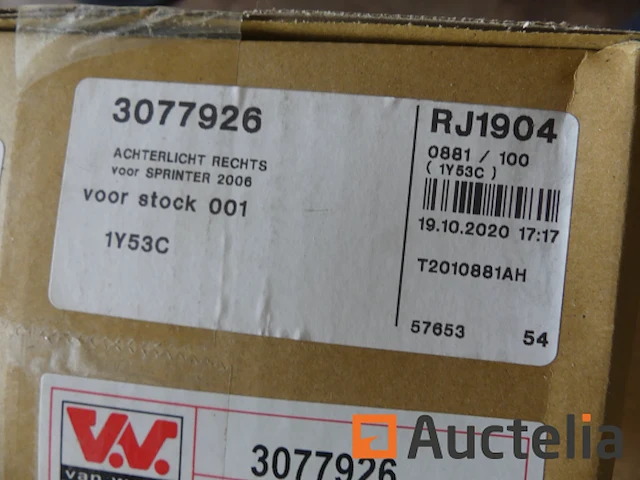 3077926
ACHTERLICHT RECHTS
voor SPRINTER 2006
voor stock 001
1Y53C
RJ1904
0881 / 100
( 1Y53C )
19.10.2020 17:17
T2010881AH
57653 54
van
3077926
Auctelia